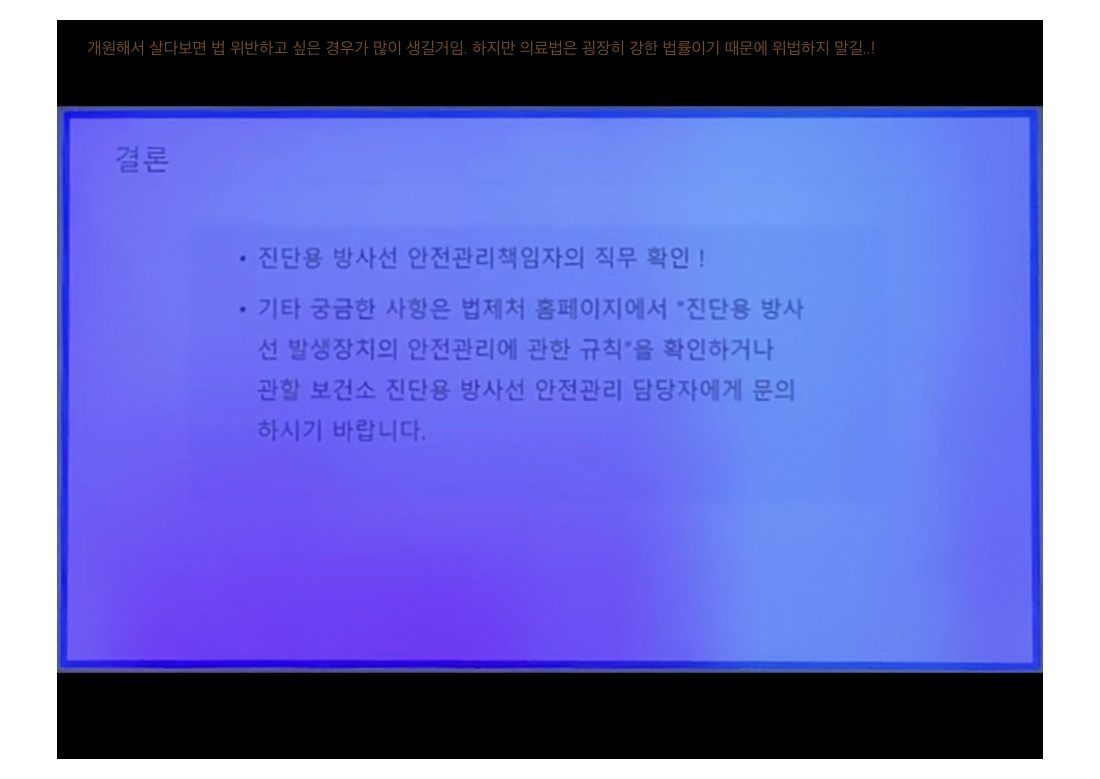 개원해서 살다보면 법 위반하고 싶은 경우가 많이 생길거임. 하지만 의료법은 굉장히 강한 법률이기 때문에 위법하지 말길..!
결론
• 진단용 방사선 안전관리책임자의 직무 확인 !
• 기타 궁금한 사항은 법제처 홈페이지에서 "진단용 방사
선 발생장치의 안전관리에 관한 규칙"을 확인하거나
관할 보건소 진단용 방사선 안전관리 담당자에게 문의
하시기 바랍니다.